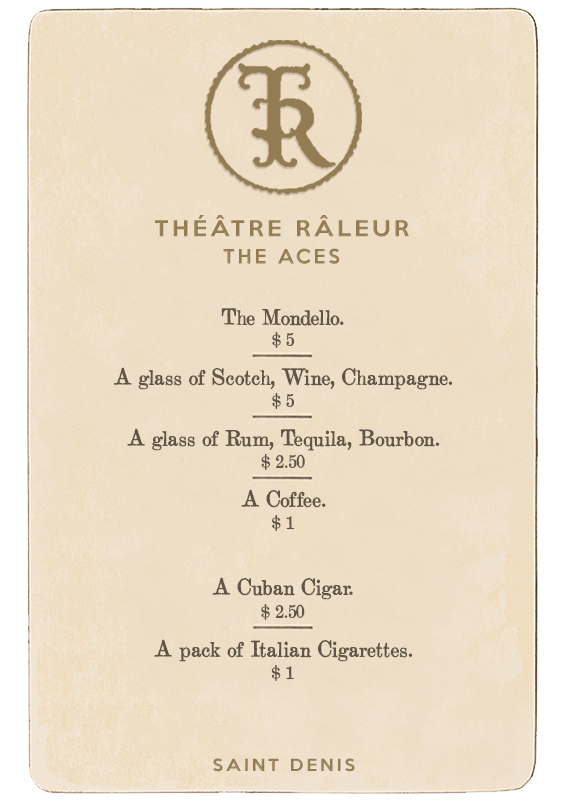 TR
THÉÂTRE RÂLEUR
THE ACES
The Mondello.
$ 5
A glass of Scotch, Wine, Champagne.
$ 5
A glass of Rum, Tequila, Bourbon.
$ 2.50
A Coffee.
$ 1
A Cuban Cigar.
$ 2.50
A pack of Italian Cigarettes.
$ 1
SAINT DENIS